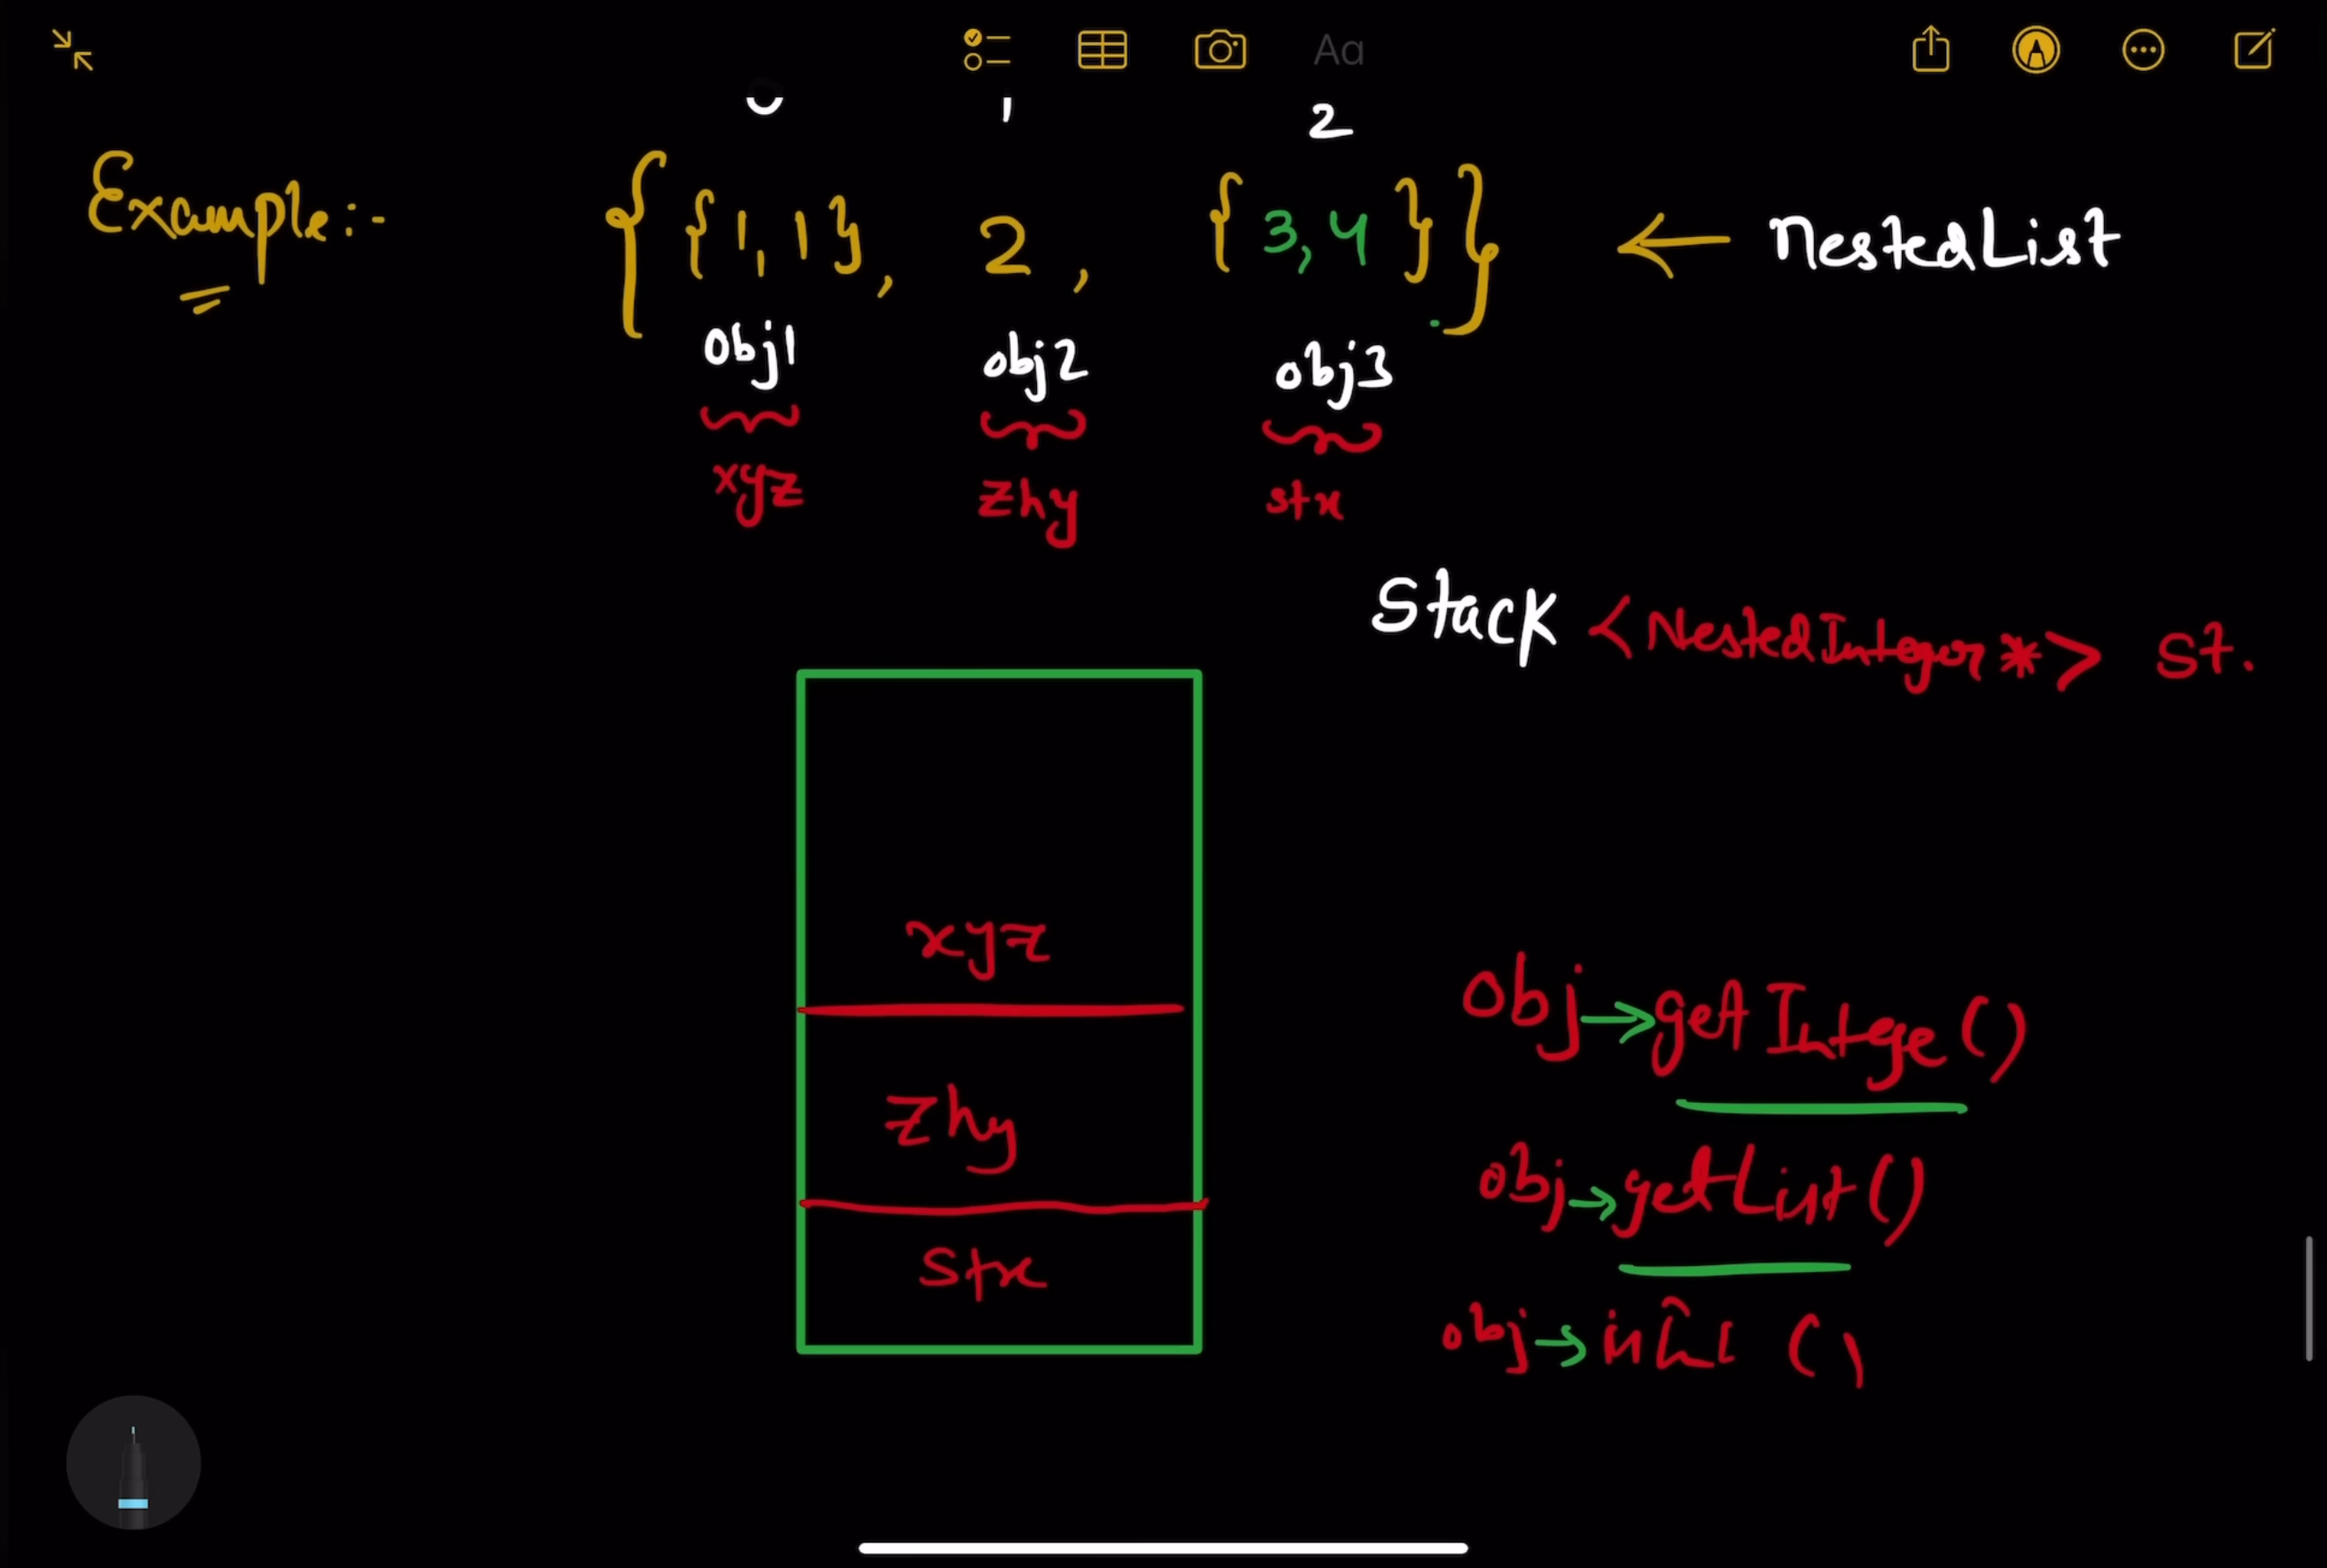 Aa
0 1 2
Example:- { {1,1}, 2, {3,4} } ← nestedList
Obj1 obj2 obj3
xyz zhy stx
Stack <NestedInteger*> st.
xyz
Obj→getIntege()
zhy
obj→getList()
stx
obj→ ()